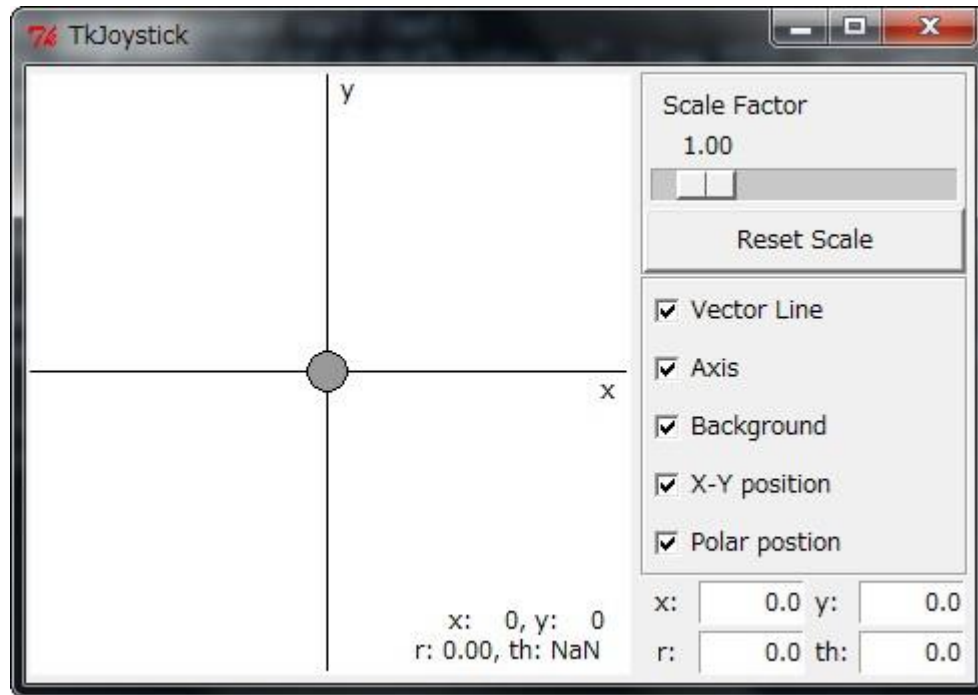 TkJoystick
y
x
x: 0, y: 0
r: 0.00, th: NaN
Scale Factor
1.00
Reset Scale
Vector Line
Axis
Background
X-Y position
Polar postion
x: 0.0 y: 0.0
r: 0.0 th: 0.0